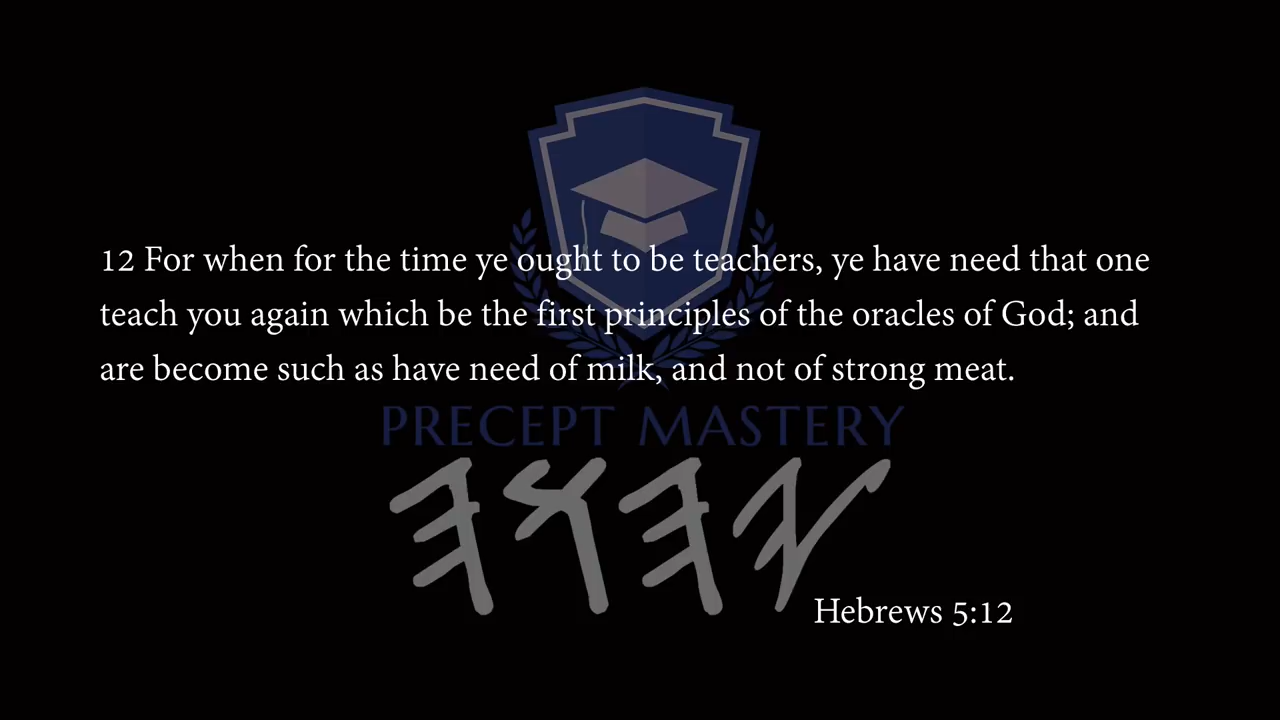 12 For when for the time ye ought to be teachers, ye have need that one
teach you again which be the first principles of the oracles of God; and
are become such as have need of milk, and not of strong meat.
PRECEPT MASTERY
𐤉𐤄𐤅𐤄
Hebrews 5:12